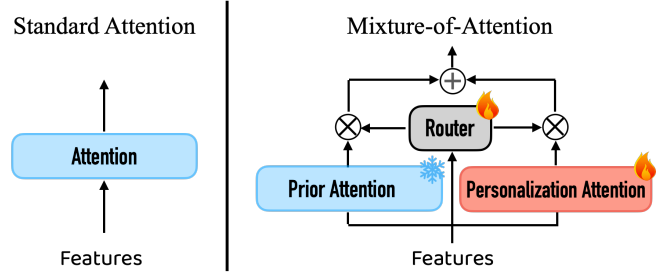 Standard Attention
Attention
Features
Mixture-of-Attention
Router
Prior Attention
Personalization Attention
Features